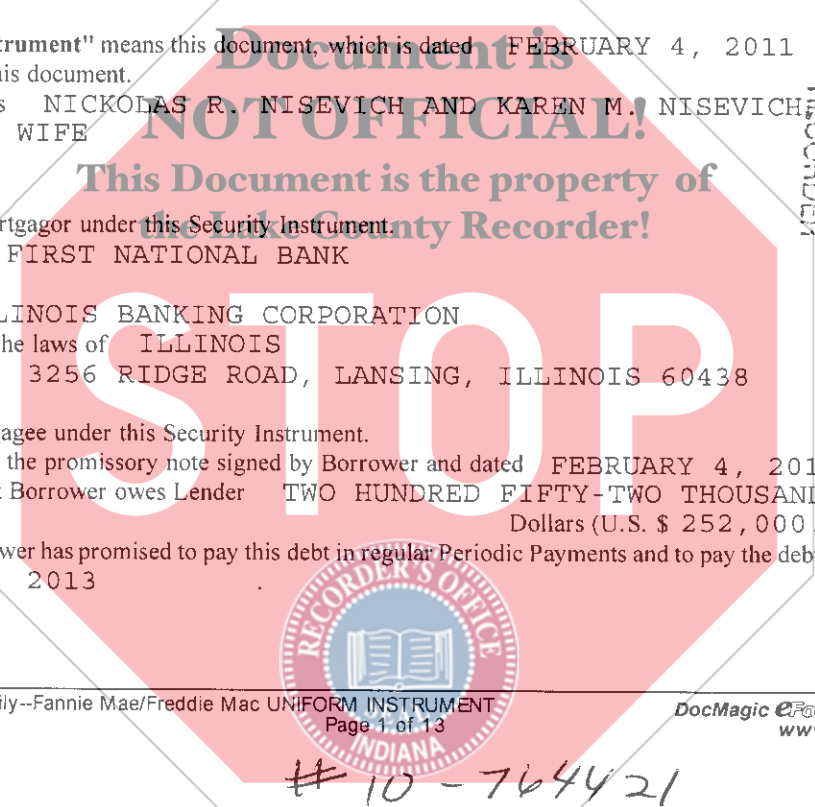 trument" means this document, which is dated FEBRUARY 4, 2011
his document.
s NICKOLAS R. NISEVICH AND KAREN M. NISEVICH,
WIFE
Document is
NOT OFFICIAL!
This Document is the property of
the Lake County Recorder!
rtgagor under this Security Instrument.
FIRST NATIONAL BANK
LINOIS BANKING CORPORATION
he laws of ILLINOIS
3256 RIDGE ROAD, LANSING, ILLINOIS 60438
STOP
agee under this Security Instrument.
the promissory note signed by Borrower and dated FEBRUARY 4, 201
t Borrower owes Lender TWO HUNDRED FIFTY-TWO THOUSAND
Dollars (U.S. $ 252,000.
wer has promised to pay this debt in regular Periodic Payments and to pay the debt
2013
RECORDER'S OFFICE
INDIANA
ily--Fannie Mae/Freddie Mac UNIFORM INSTRUMENT
Page 1 of 13
DocMagic
www
# 10-764421